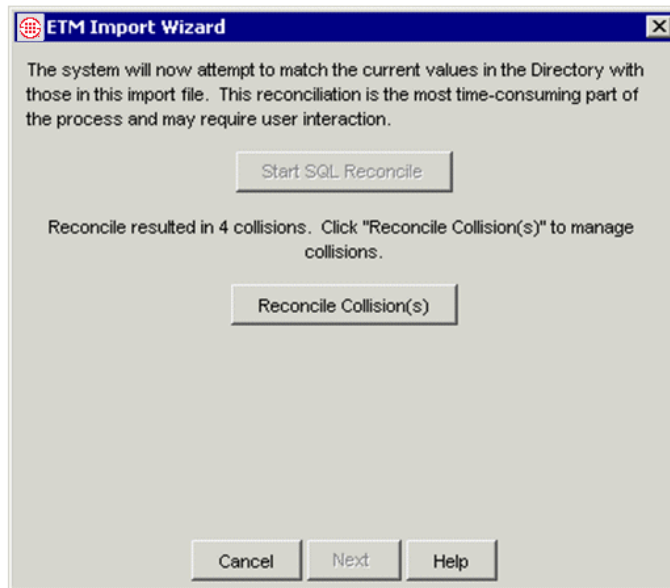 ETM Import Wizard
The system will now attempt to match the current values in the Directory with
those in this import file. This reconciliation is the most time-consuming part of
the process and may require user interaction.
Start SQL Reconcile
Reconcile resulted in 4 collisions. Click "Reconcile Collision(s)" to manage
collisions.
Reconcile Collision(s)
Cancel
Next
Help